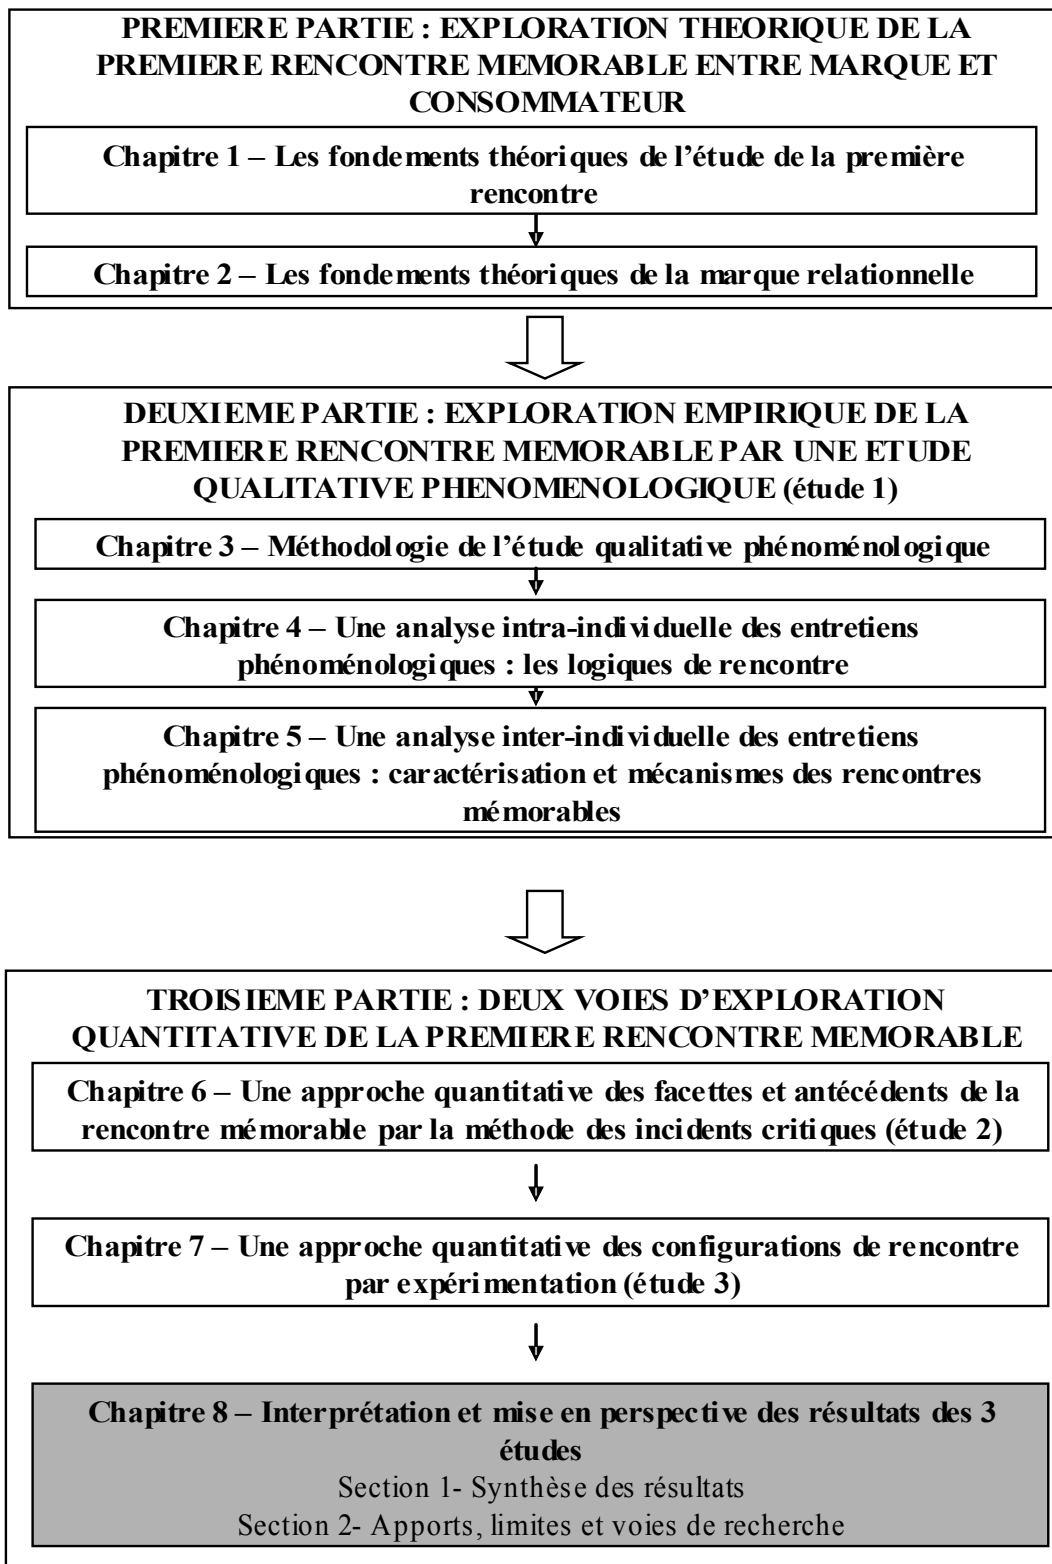 PREMIERE PARTIE : EXPLORATION THEORIQUE DE LA
PREMIERE RENCONTRE MEMORABLE ENTRE MARQUE ET
CONSOMMATEUR
Chapitre 1 – Les fondements théoriques de l’étude de la première
rencontre
Chapitre 2 – Les fondements théoriques de la marque relationnelle
DEUXIEME PARTIE : EXPLORATION EMPIRIQUE DE LA
PREMIERE RENCONTRE MEMORABLE PAR UNE ETUDE
QUALITATIVE PHENOMENOLOGIQUE (étude 1)
Chapitre 3 – Méthodologie de l’étude qualitative phénoménologique
Chapitre 4 – Une analyse intra-individuelle des entretiens
phénoménologiques : les logiques de rencontre
Chapitre 5 – Une analyse inter-individuelle des entretiens
phénoménologiques : caractérisation et mécanismes des rencontres
mémorables
TROISIEME PARTIE : DEUX VOIES D’EXPLORATION
QUANTITATIVE DE LA PREMIERE RENCONTRE MEMORABLE
Chapitre 6 – Une approche quantitative des facettes et antécédents de la
rencontre mémorable par la méthode des incidents critiques (étude 2)
Chapitre 7 – Une approche quantitative des configurations de rencontre
par expérimentation (étude 3)
Chapitre 8 – Interprétation et mise en perspective des résultats des 3
études
Section 1- Synthèse des résultats
Section 2- Apports, limites et voies de recherche